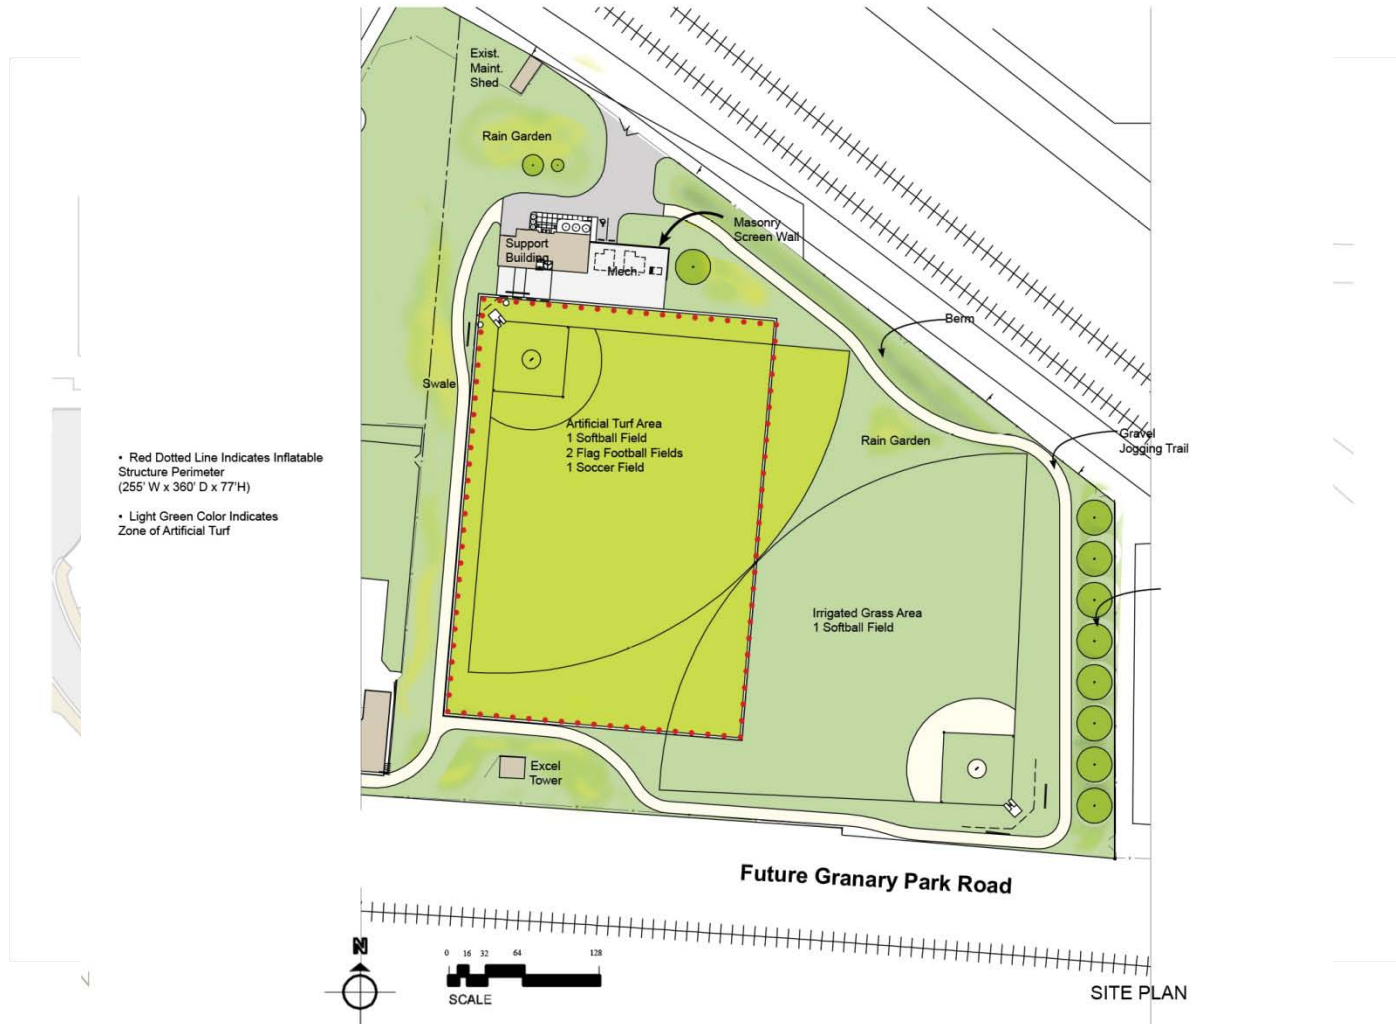 Exist.
Maint.
Shed
Rain Garden
Masonry
Screen Wall
Support
Building
Mech.
Berm
Swale
Artificial Turf Area
1 Softball Field
2 Flag Football Fields
1 Soccer Field
Rain Garden
Gravel
Jogging Trail
• Red Dotted Line Indicates Inflatable
Structure Perimeter
(255' W x 360' D x 77'H)
• Light Green Color Indicates
Zone of Artificial Turf
Irrigated Grass Area
1 Softball Field
Excel
Tower
Future Granary Park Road
N
0 16 32 64 128
SCALE
SITE PLAN